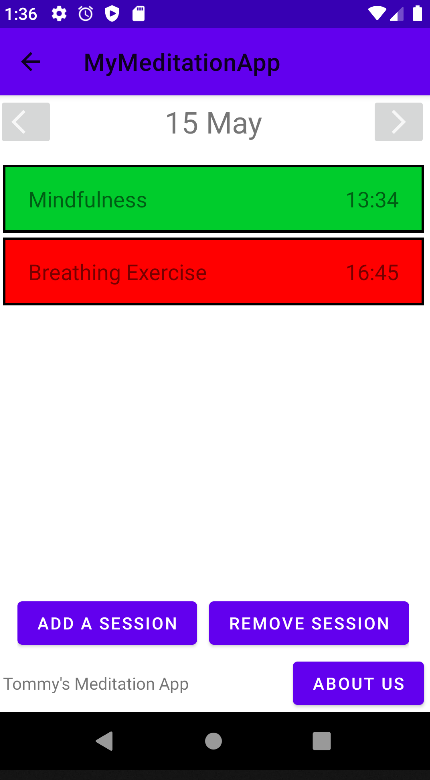 1:36
MyMeditationApp
15 May
Mindfulness 13:34
Breathing Exercise 16:45
ADD A SESSION REMOVE SESSION
Tommy's Meditation App ABOUT US